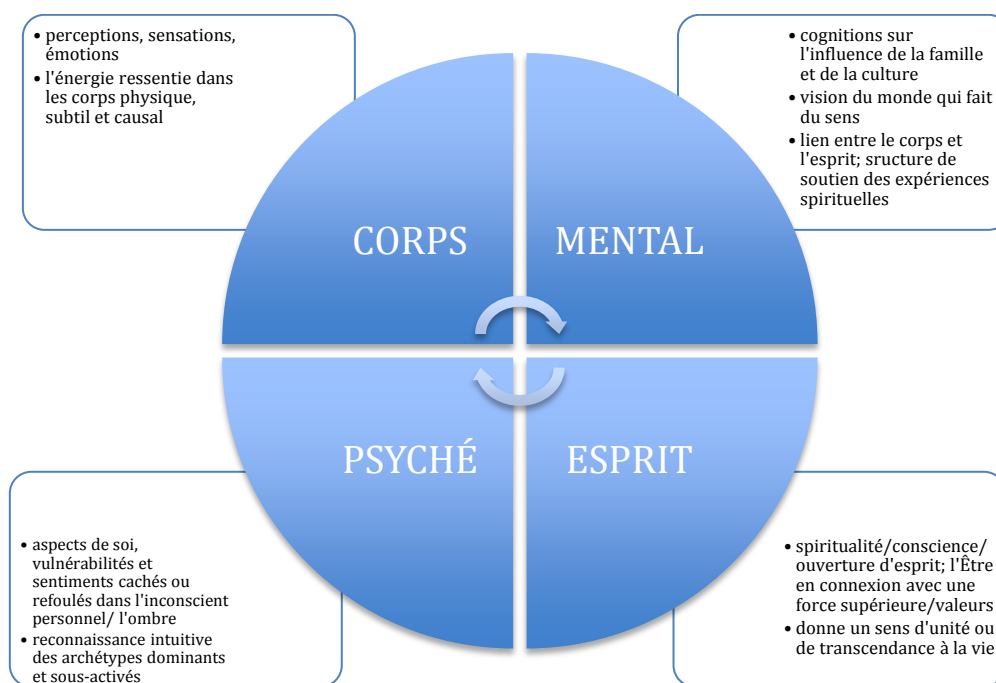 • perceptions, sensations,
émotions
• l'énergie ressentie dans
les corps physique,
subtil et causal
• cognitions sur
l'influence de la famille
et de la culture
• vision du monde qui fait
du sens
• lien entre le corps et
l'esprit; sructure de
soutien des expériences
spirituelles
CORPS
MENTAL
PSYCHÉ
ESPRIT
• aspects de soi,
vulnérabilités et
sentiments cachés ou
refoulés dans l'inconscient
personnel/ l'ombre
• reconnaissance intuitive
des archétypes dominants
et sous-activés
• spiritualité/conscience/
ouverture d'esprit; l'Être
en connexion avec une
force supérieure/valeurs
• donne un sens d'unité ou
de transcendance à la vie